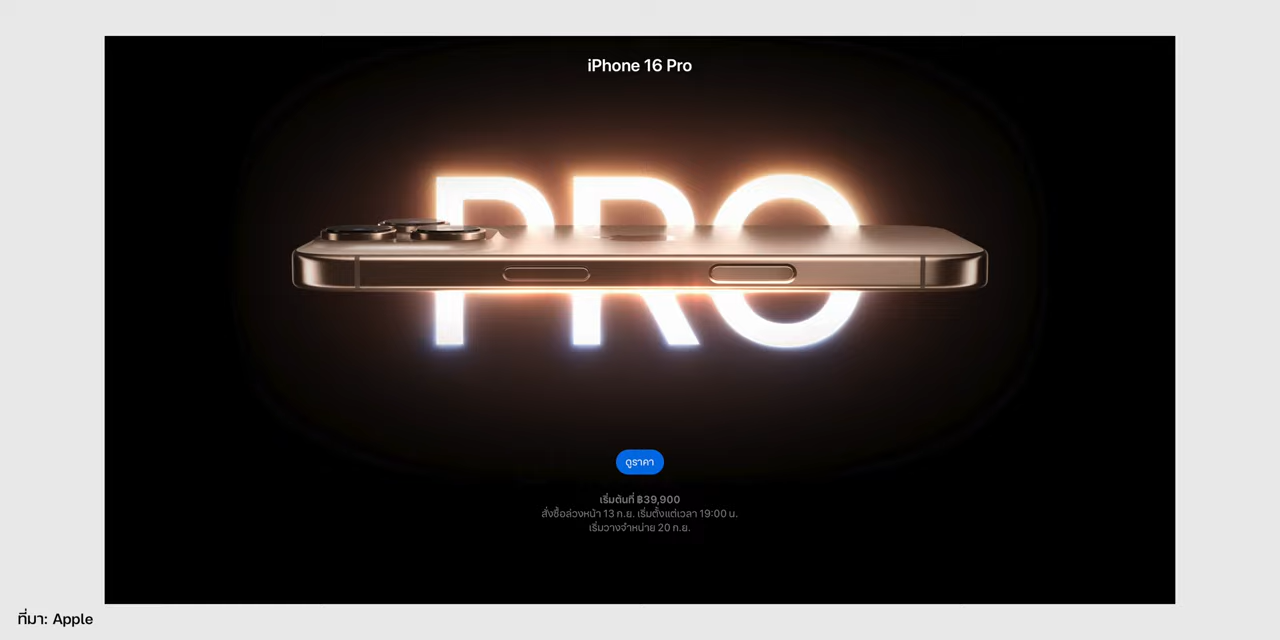 iPhone 16 Pro
PRO
ดูราคา
เริ่มต้นที่ ฿39,900
สั่งซื้อล่วงหน้า 13 ก.ย. เริ่มตั้งแต่เวลา 19:00 น.
เริ่มวางจำหน่าย 20 ก.ย.
ที่มา: Apple